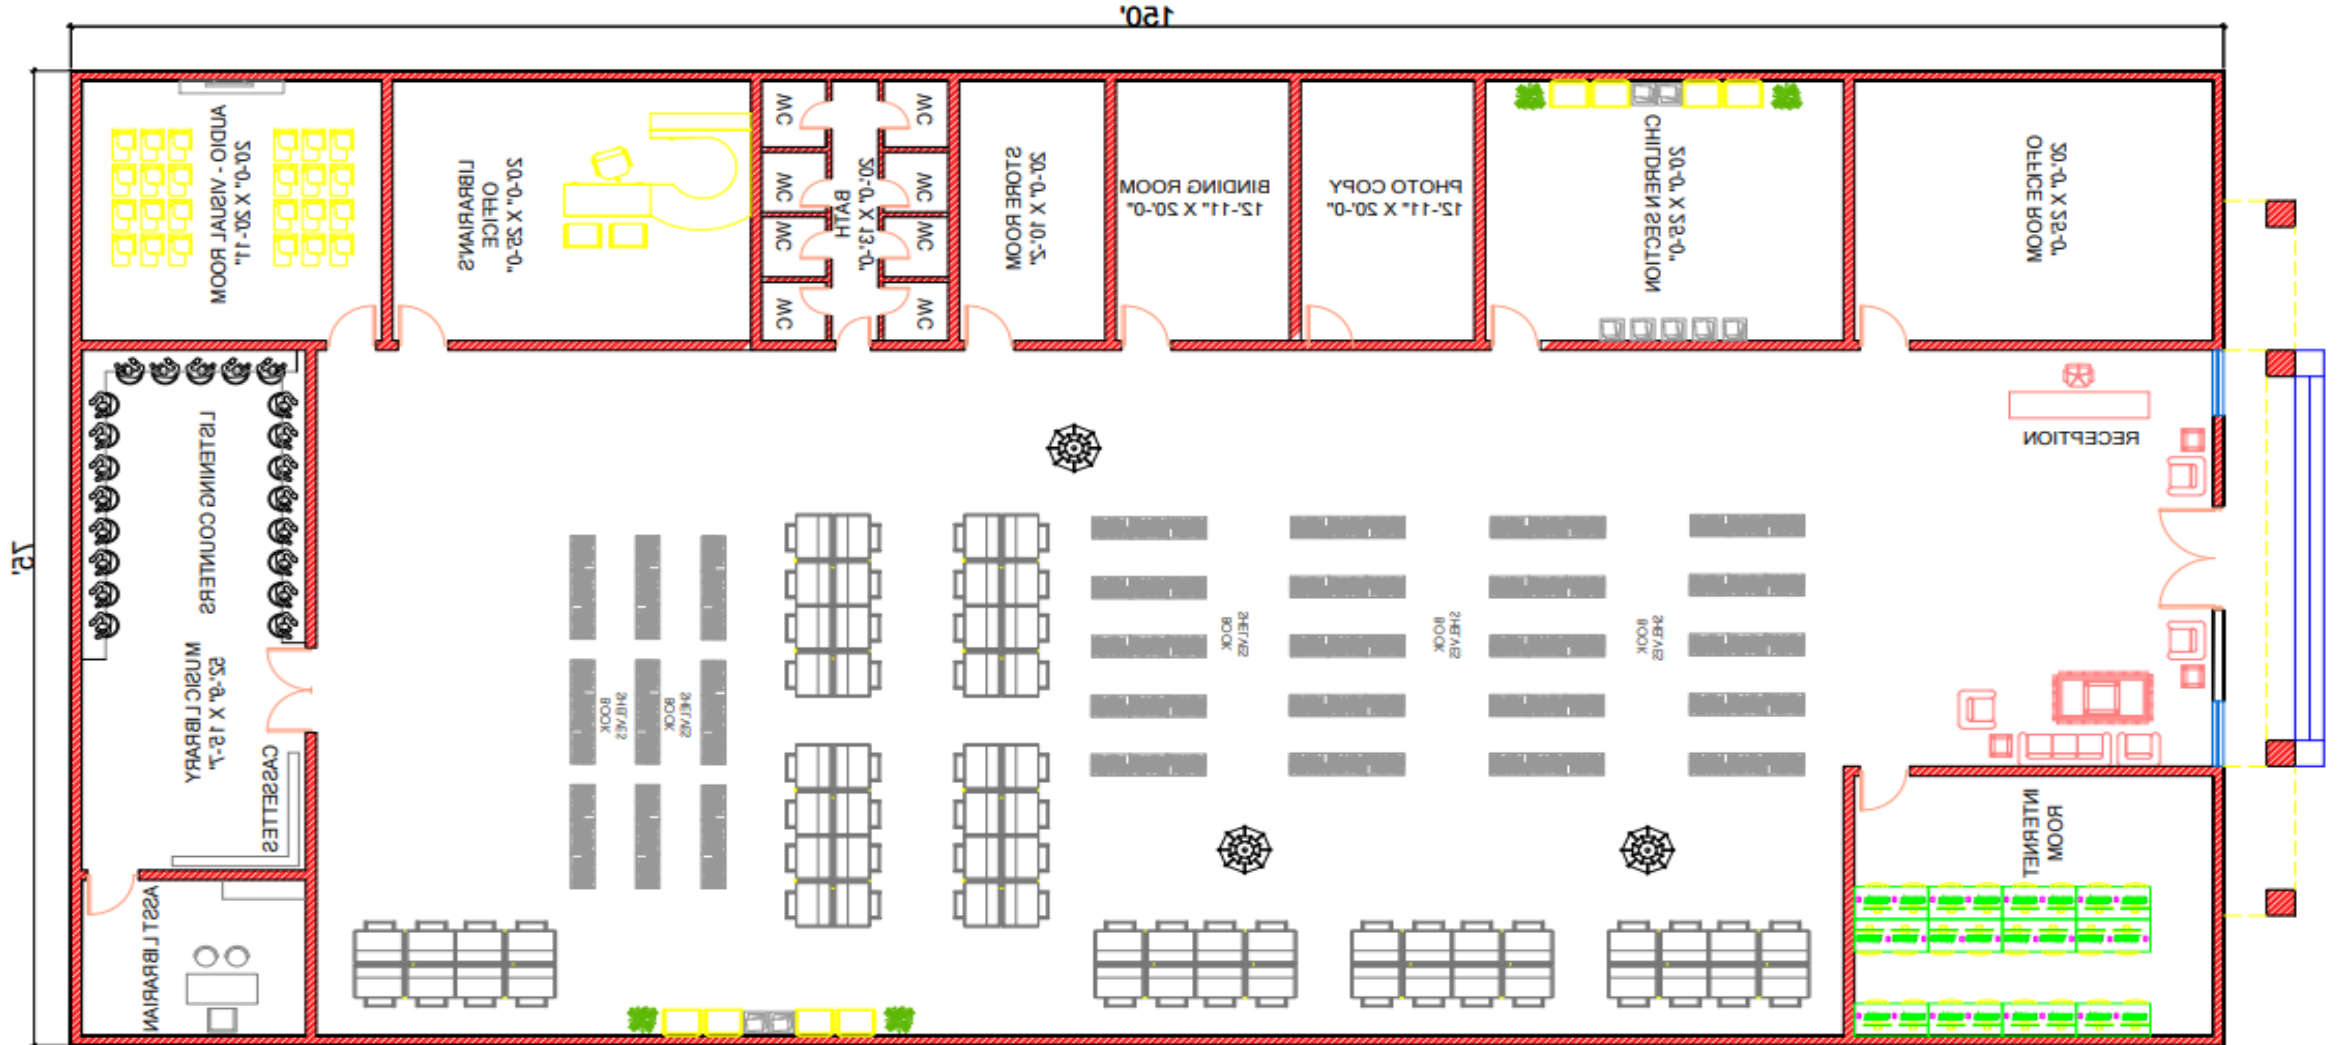 150'
75'
AUDIO - VISUAL ROOM
20'-0" X 20'-11"
LIBRARIAN'S
OFFICE
20'-0" X 25'-0"
WC
WC
WC
WC
BATH
20'-0" X 13'-0"
WC
WC
WC
WC
STORE ROOM
20'-0" X 10'-2"
BINDING ROOM
12'-11" X 20'-0"
PHOTO COPY
12'-11" X 20'-0"
CHILDREN SECTION
20'-0" X 25'-0"
OFFICE ROOM
20'-0" X 25'-0"
RECEPTION
LISTENNING COUNTERS
MUSIC LIBRARY
52'-9" X 15'-7"
CASSETTES
ASST LIBRARIAN
BOOK
SHELVES
BOOK
SHELVES
BOOK
SHELVES
BOOK
SHELVES
BOOK
SHELVES
INTERNET
ROOM